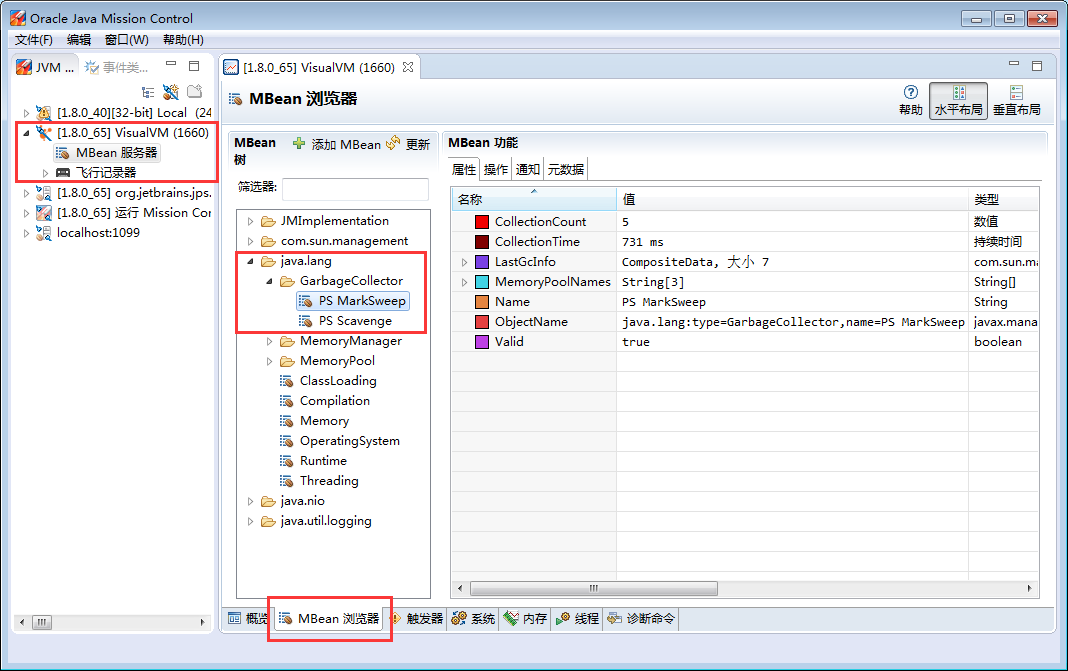 Oracle Java Mission Control
文件(F) 编辑 窗口(W) 帮助(H)
JVM ... 事件类...
[1.8.0_40][32-bit] Local (24
[1.8.0_65] VisualVM (1660)
MBean 服务器
飞行记录器
[1.8.0_65] org.jetbrains.jps.
[1.8.0_65] 运行 Mission Cor
localhost:1099
[1.8.0_65] VisualVM (1660)
MBean 浏览器
帮助 水平布局 垂直布局
MBean 树
添加 MBean 更新
筛选器:
JMImplementation
com.sun.management
java.lang
GarbageCollector
PS MarkSweep
PS Scavenge
MemoryManager
MemoryPool
ClassLoading
Compilation
Memory
OperatingSystem
Runtime
Threading
java.nio
java.util.logging
MBean 功能
属性 操作 通知 元数据
名称 值 类型
CollectionCount 5 数值
CollectionTime 731 ms 持续时间
LastGcInfo CompositeData, 大小 7 com.sun.ma
MemoryPoolNames String[3] String[]
Name PS MarkSweep String
ObjectName java.lang:type=GarbageCollector,name=PS MarkSweep javax.mana
Valid true boolean
概览 MBean 浏览器 触发器 系统 内存 线程 诊断命令